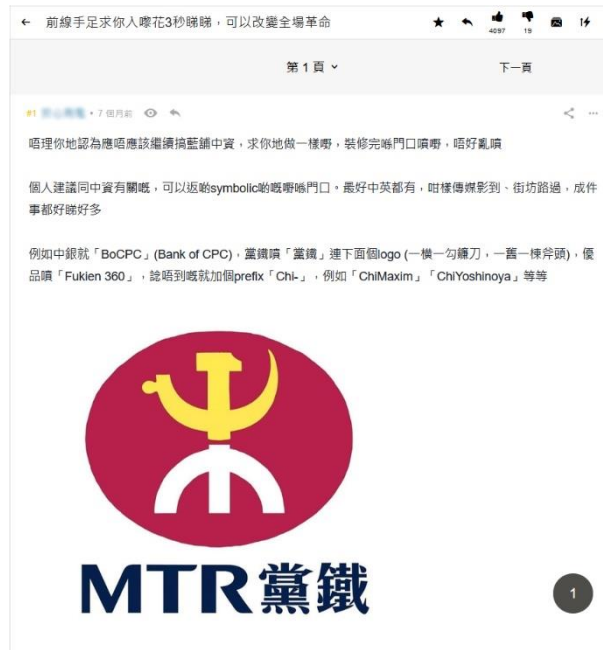 前線手足求你入嚟花3秒睇睇，可以改變全場革命
4097
19
第 1 頁
下一頁
#1
• 7 個月前
唔理你地認為應唔應該繼續搞藍鋪中資，求你地做一樣嘢，裝修完喺門口噴嘢，唔好亂噴
個人建議同中資有關嘅，可以返啲symbolic啲嘅嘢喺門口。最好中英都有，咁樣傳媒影到、街坊路過，成件
事都好睇好多
例如中銀就「BoCPC」(Bank of CPC)，黨鐵噴「黨鐵」連下面個logo (一橫一勾鐮刀，一舊一棟斧頭)，優
品噴「Fukien 360」，諗唔到嘅就加個prefix「Chi-」，例如「ChiMaxim」「ChiYoshinoya」等等
MTR黨鐵
1